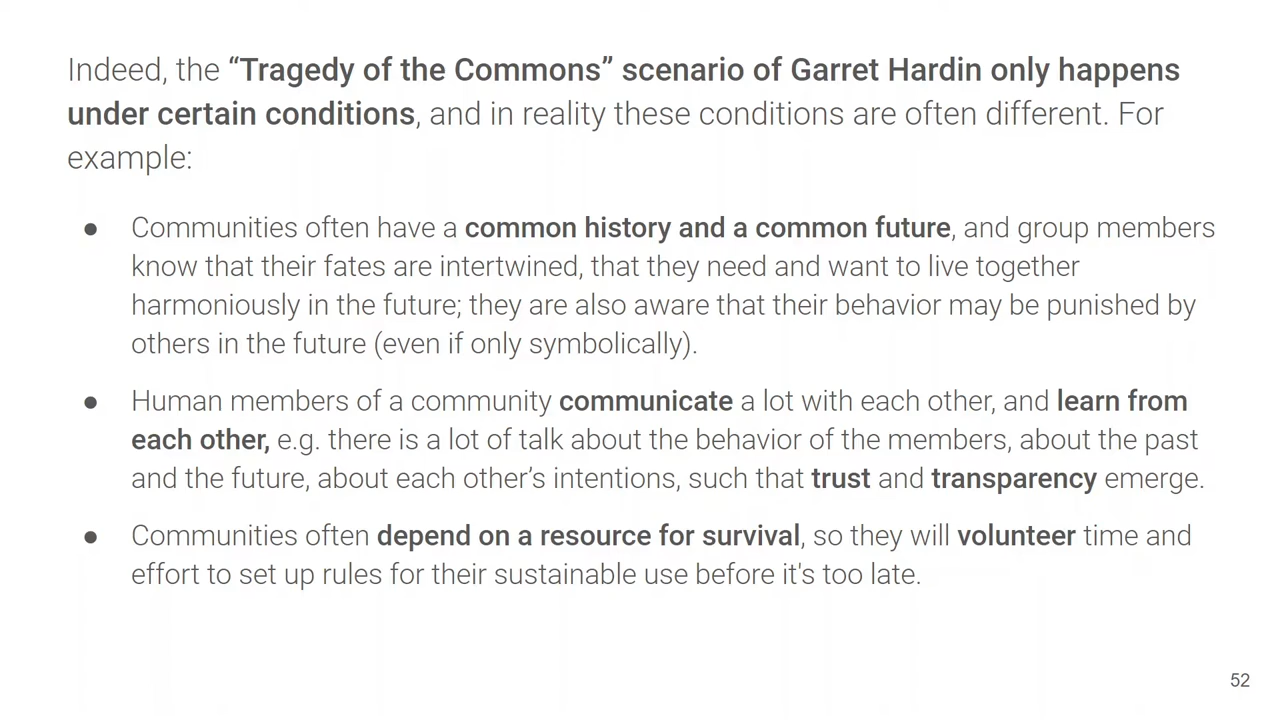 Indeed, the “Tragedy of the Commons” scenario of Garret Hardin only happens
under certain conditions, and in reality these conditions are often different. For
example:
● Communities often have a common history and a common future, and group members
know that their fates are intertwined, that they need and want to live together
harmoniously in the future; they are also aware that their behavior may be punished by
others in the future (even if only symbolically).
● Human members of a community communicate a lot with each other, and learn from
each other, e.g. there is a lot of talk about the behavior of the members, about the past
and the future, about each other’s intentions, such that trust and transparency emerge.
● Communities often depend on a resource for survival, so they will volunteer time and
effort to set up rules for their sustainable use before it's too late.
52